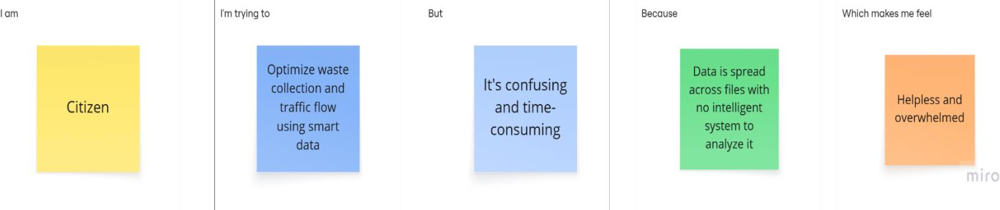 I am
I'm trying to
But
Because
Which makes me feel
Citizen
Optimize waste
collection and
traffic flow
using smart
data
It's confusing
and time-
consuming
Data is spread
across files with
no intelligent
system to
analyze it
Helpless and
overwhelmed
miro